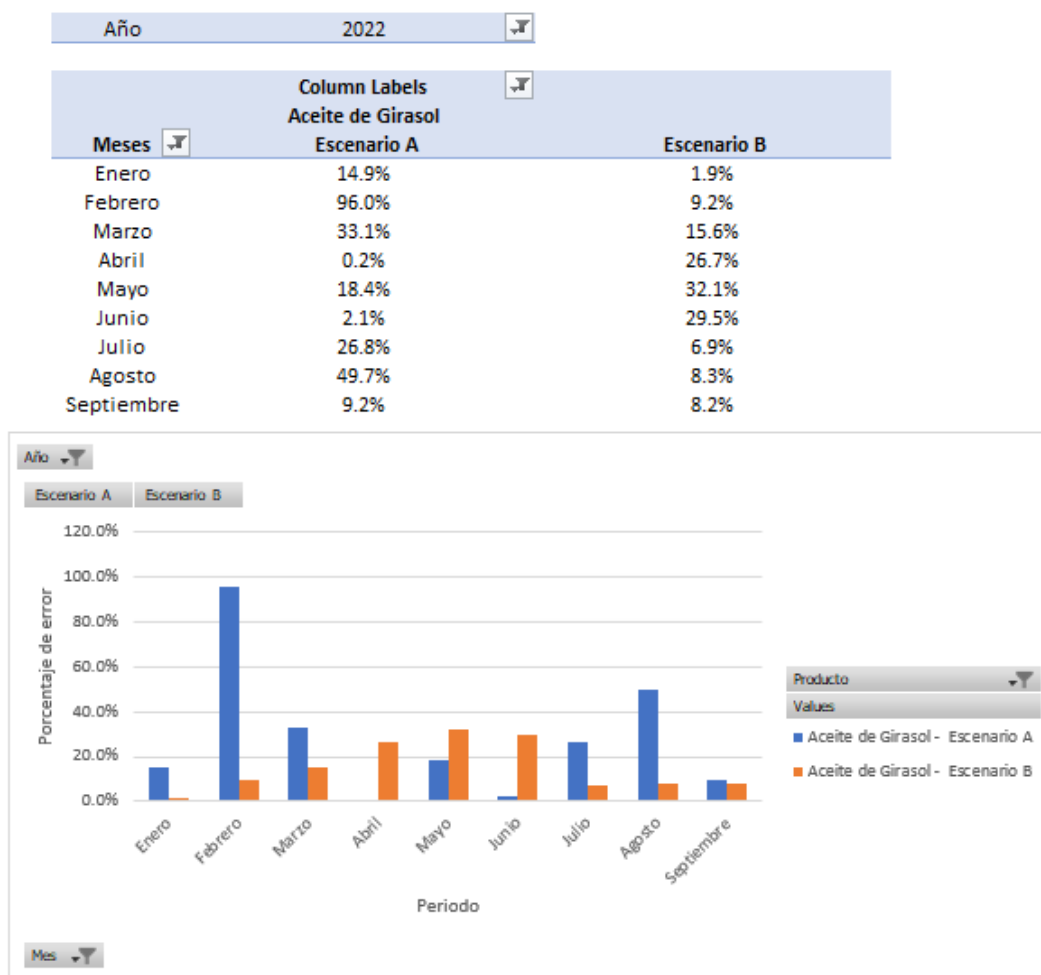 Año 2022
Column Labels
Aceite de Girasol
Meses Escenario A Escenario B
Enero 14.9% 1.9%
Febrero 96.0% 9.2%
Marzo 33.1% 15.6%
Abril 0.2% 26.7%
Mayo 18.4% 32.1%
Junio 2.1% 29.5%
Julio 26.8% 6.9%
Agosto 49.7% 8.3%
Septiembre 9.2% 8.2%
Año
Escenario A Escenario B
120.0%
100.0%
80.0%
60.0%
40.0%
20.0%
0.0%
Porcentaje de error
Enero Febrero Marzo Abril Mayo Junio Julio Agosto Septiembre
Periodo
Producto
Values
Aceite de Girasol - Escenario A
Aceite de Girasol - Escenario B
Mes